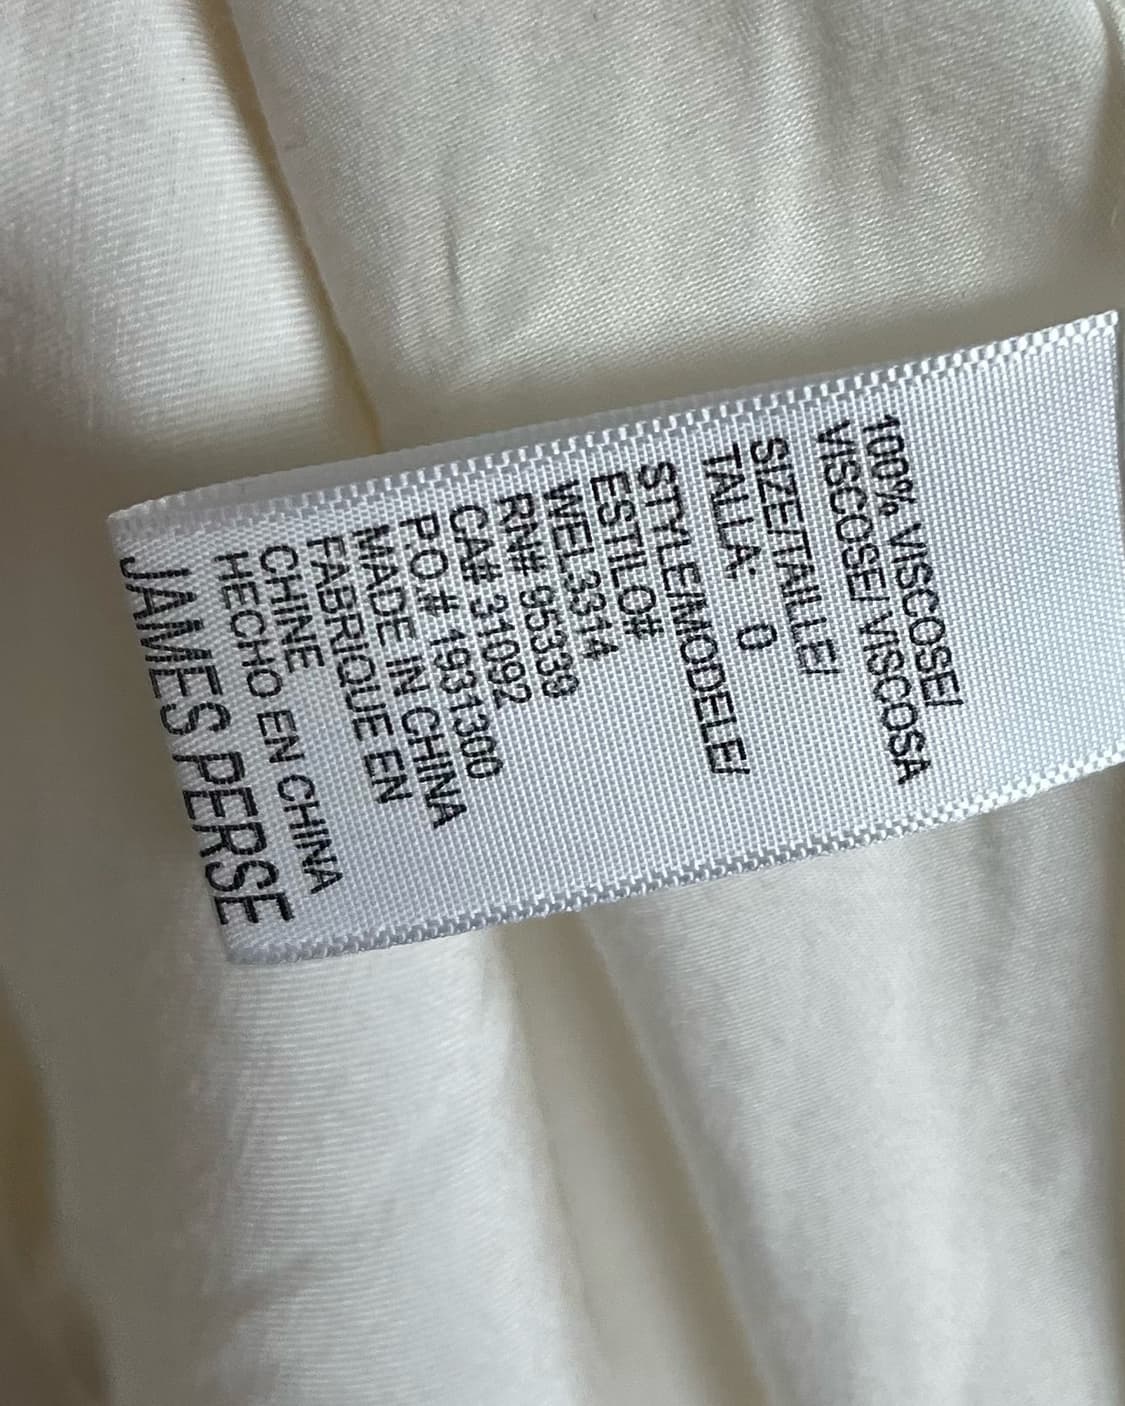 100% VISCOSE/
VISCOSE/ VISCOSA
SIZE/TAILLE/
TALLA: 0
STYLE/MODELE/
ESTILO#
WEL3314
RN# 95339
CA# 31092
PO.# 1931300
MADE IN CHINA
FABRIQUE EN
CHINE
HECHO EN CHINA
JAMES PERSE